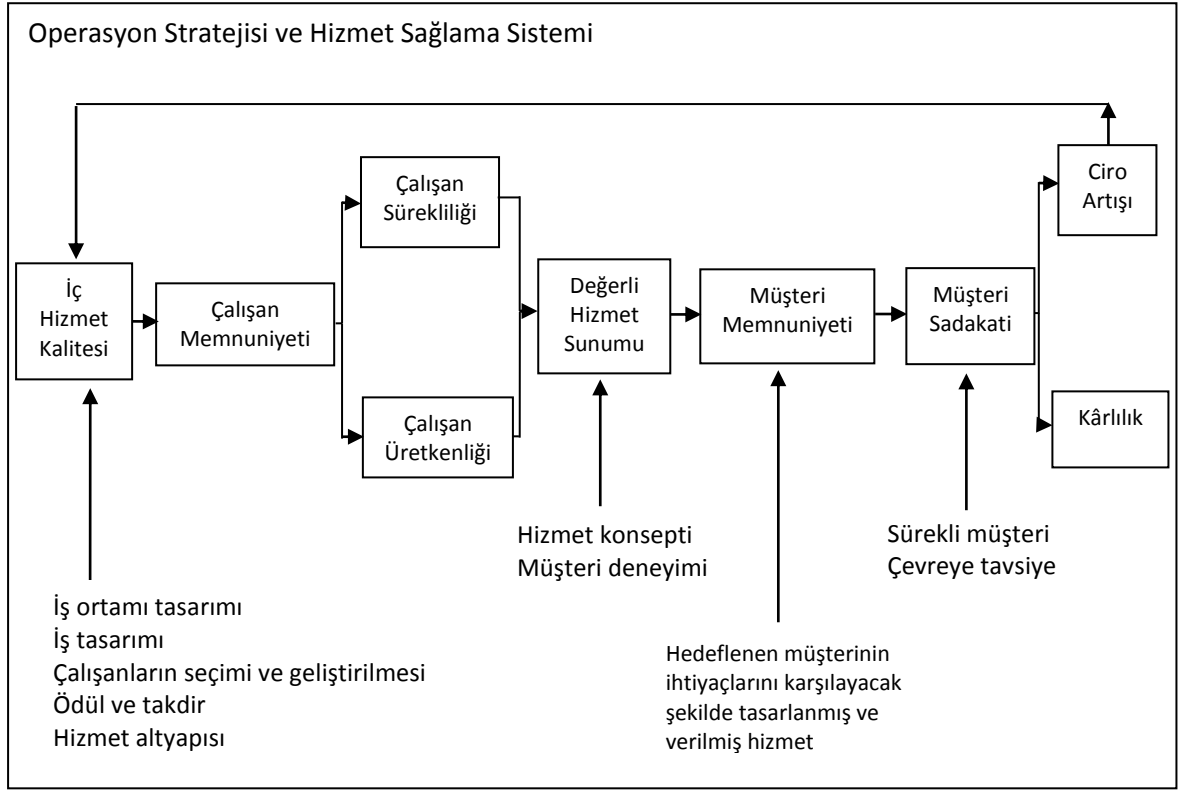 Operasyon Stratejisi ve Hizmet Sağlama Sistemi
Çalışan
Sürekliliği
Ciro
Artışı
İç
Hizmet
Kalitesi
Çalışan
Memnuniyeti
Değerli
Hizmet
Sunumu
Müşteri
Memnuniyeti
Müşteri
Sadakati
Çalışan
Üretkenliği
Kârlılık
Hizmet konsepti
Müşteri deneyimi
Sürekli müşteri
Çevreye tavsiye
İş ortamı tasarımı
İş tasarımı
Çalışanların seçimi ve geliştirilmesi
Ödül ve takdir
Hizmet altyapısı
Hedeflenen müşterinin
ihtiyaçlarını karşılayacak
şekilde tasarlanmış ve
verilmiş hizmet